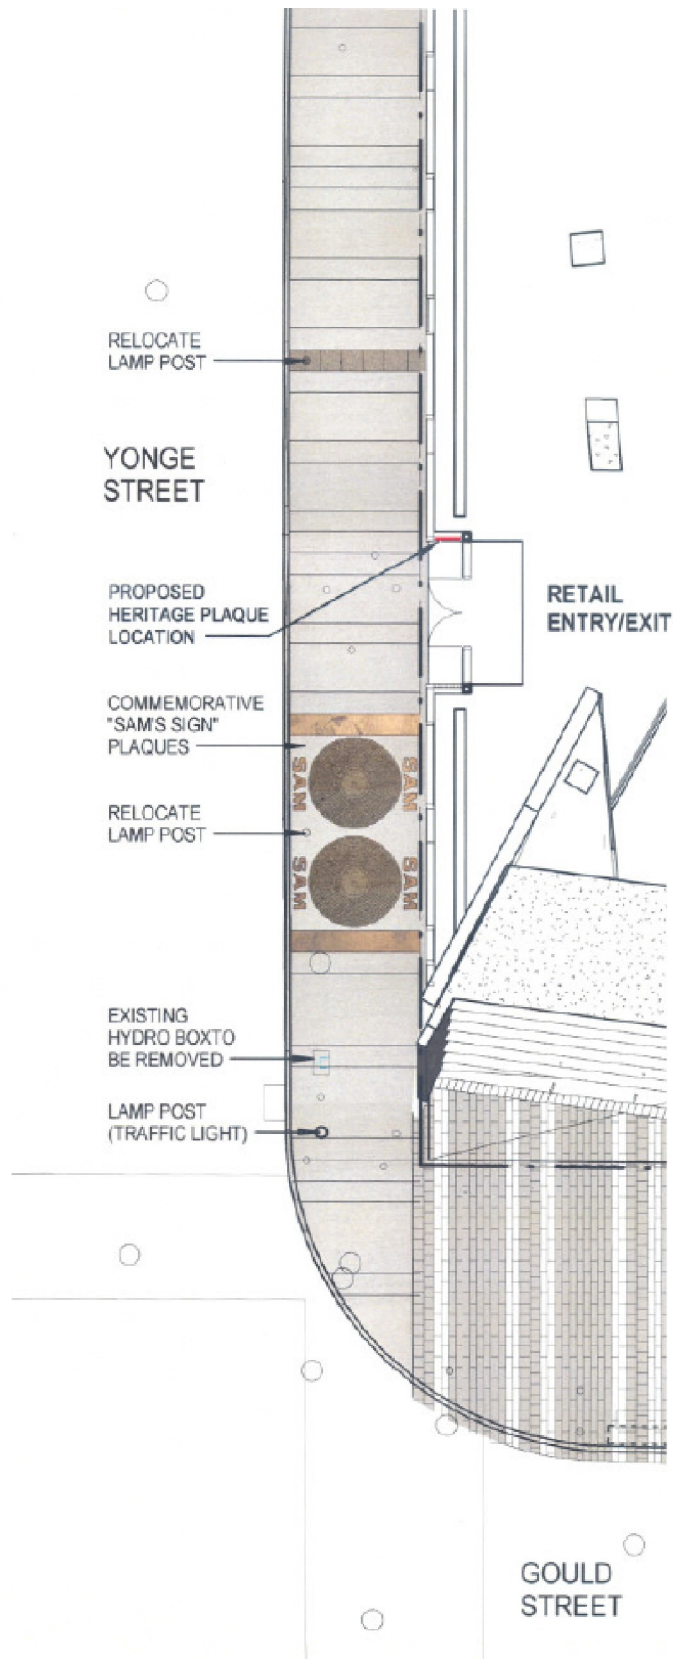 RELOCATE
LAMP POST
YONGE
STREET
PROPOSED
HERITAGE PLAQUE
LOCATION
RETAIL
ENTRY/EXIT
COMMEMORATIVE
"SAM'S SIGN"
PLAQUES
SAM
SAM
RELOCATE
LAMP POST
SAM
SAM
EXISTING
HYDRO BOXTO
BE REMOVED
LAMP POST
(TRAFFIC LIGHT)
GOULD
STREET